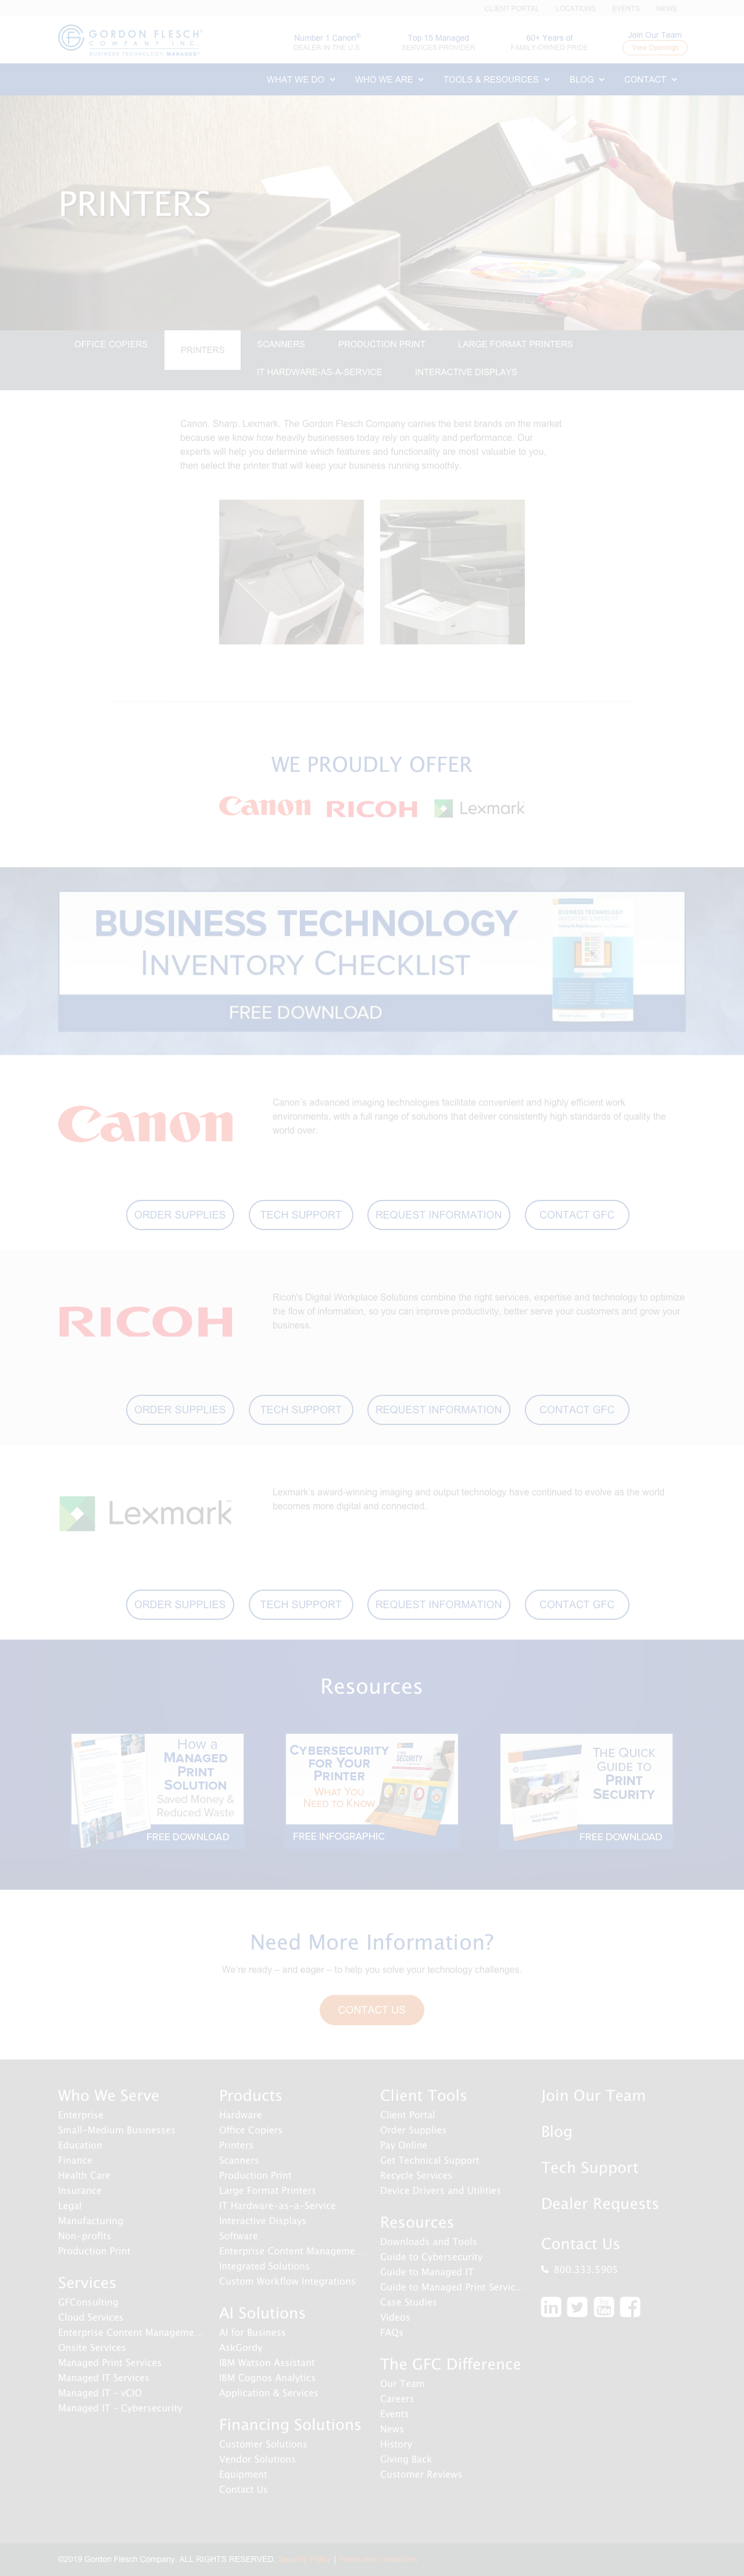 CLIENT PORTAL LOCATIONS EVENTS NEWS
GORDON FLESCH
COMPANY INC.
BUSINESS TECHNOLOGY. MANAGED.
Number 1 Canon®
DEALER IN THE U.S.
Top 15 Managed
SERVICES PROVIDER
60+ Years of
FAMILY-OWNED PRIDE
Join Our Team
View Openings
WHAT WE DO WHO WE ARE TOOLS & RESOURCES BLOG CONTACT
PRINTERS
OFFICE COPIERS PRINTERS SCANNERS PRODUCTION PRINT LARGE FORMAT PRINTERS
IT HARDWARE-AS-A-SERVICE INTERACTIVE DISPLAYS
Canon. Sharp. Lexmark. The Gordon Flesch Company carries the best brands on the market
because we know how heavily businesses today rely on quality and performance. Our
experts will help you determine which features and functionality are most valuable to you,
then select the printer that will keep your business running smoothly.
WE PROUDLY OFFER
Canon RICOH Lexmark
BUSINESS TECHNOLOGY
INVENTORY CHECKLIST
FREE DOWNLOAD
BUSINESS TECHNOLOGY
INVENTORY CHECKLIST
Canon
Canon's advanced imaging technologies facilitate convenient and highly efficient work
environments, with a full range of solutions that deliver consistently high standards of quality the
world over.
ORDER SUPPLIES TECH SUPPORT REQUEST INFORMATION CONTACT GFC
RICOH
Ricoh's Digital Workplace Solutions combine the right services, expertise and technology to optimize
the flow of information, so you can improve productivity, better serve your customers and grow your
business.
ORDER SUPPLIES TECH SUPPORT REQUEST INFORMATION CONTACT GFC
Lexmark™
Lexmark's award-winning imaging and output technology have continued to evolve as the world
becomes more digital and connected.
ORDER SUPPLIES TECH SUPPORT REQUEST INFORMATION CONTACT GFC
Resources
How a
MANAGED
PRINT
SOLUTION
Saved Money &
Reduced Waste
FREE DOWNLOAD
CYBERSECURITY
FOR YOUR
PRINTER
WHAT YOU
NEED TO KNOW
SECURITY
FREE INFOGRAPHIC
THE QUICK
GUIDE TO
PRINT
SECURITY
FREE DOWNLOAD
Need More Information?
We're ready – and eager – to help you solve your technology challenges.
CONTACT US
Who We Serve
Enterprise
Small-Medium Businesses
Education
Finance
Health Care
Insurance
Legal
Manufacturing
Non-profits
Production Print
Services
GFConsulting
Cloud Services
Enterprise Content Manageme...
Onsite Services
Managed Print Services
Managed IT Services
Managed IT - vCIO
Managed IT - Cybersecurity
Products
Hardware
Office Copiers
Printers
Scanners
Production Print
Large Format Printers
IT Hardware-as-a-Service
Interactive Displays
Software
Enterprise Content Manageme...
Integrated Solutions
Custom Workflow Integrations
AI Solutions
AI for Business
AskGordy
IBM Watson Assistant
IBM Cognos Analytics
Application & Services
Financing Solutions
Customer Solutions
Vendor Solutions
Equipment
Contact Us
Client Tools
Client Portal
Order Supplies
Pay Online
Get Technical Support
Recycle Services
Device Drivers and Utilities
Resources
Downloads and Tools
Guide to Cybersecurity
Guide to Managed IT
Guide to Managed Print Servic...
Case Studies
Videos
FAQs
The GFC Difference
Our Team
Careers
Events
News
History
Giving Back
Customer Reviews
Join Our Team
Blog
Tech Support
Dealer Requests
Contact Us
800.333.5905
©2019 Gordon Flesch Company. ALL RIGHTS RESERVED. |